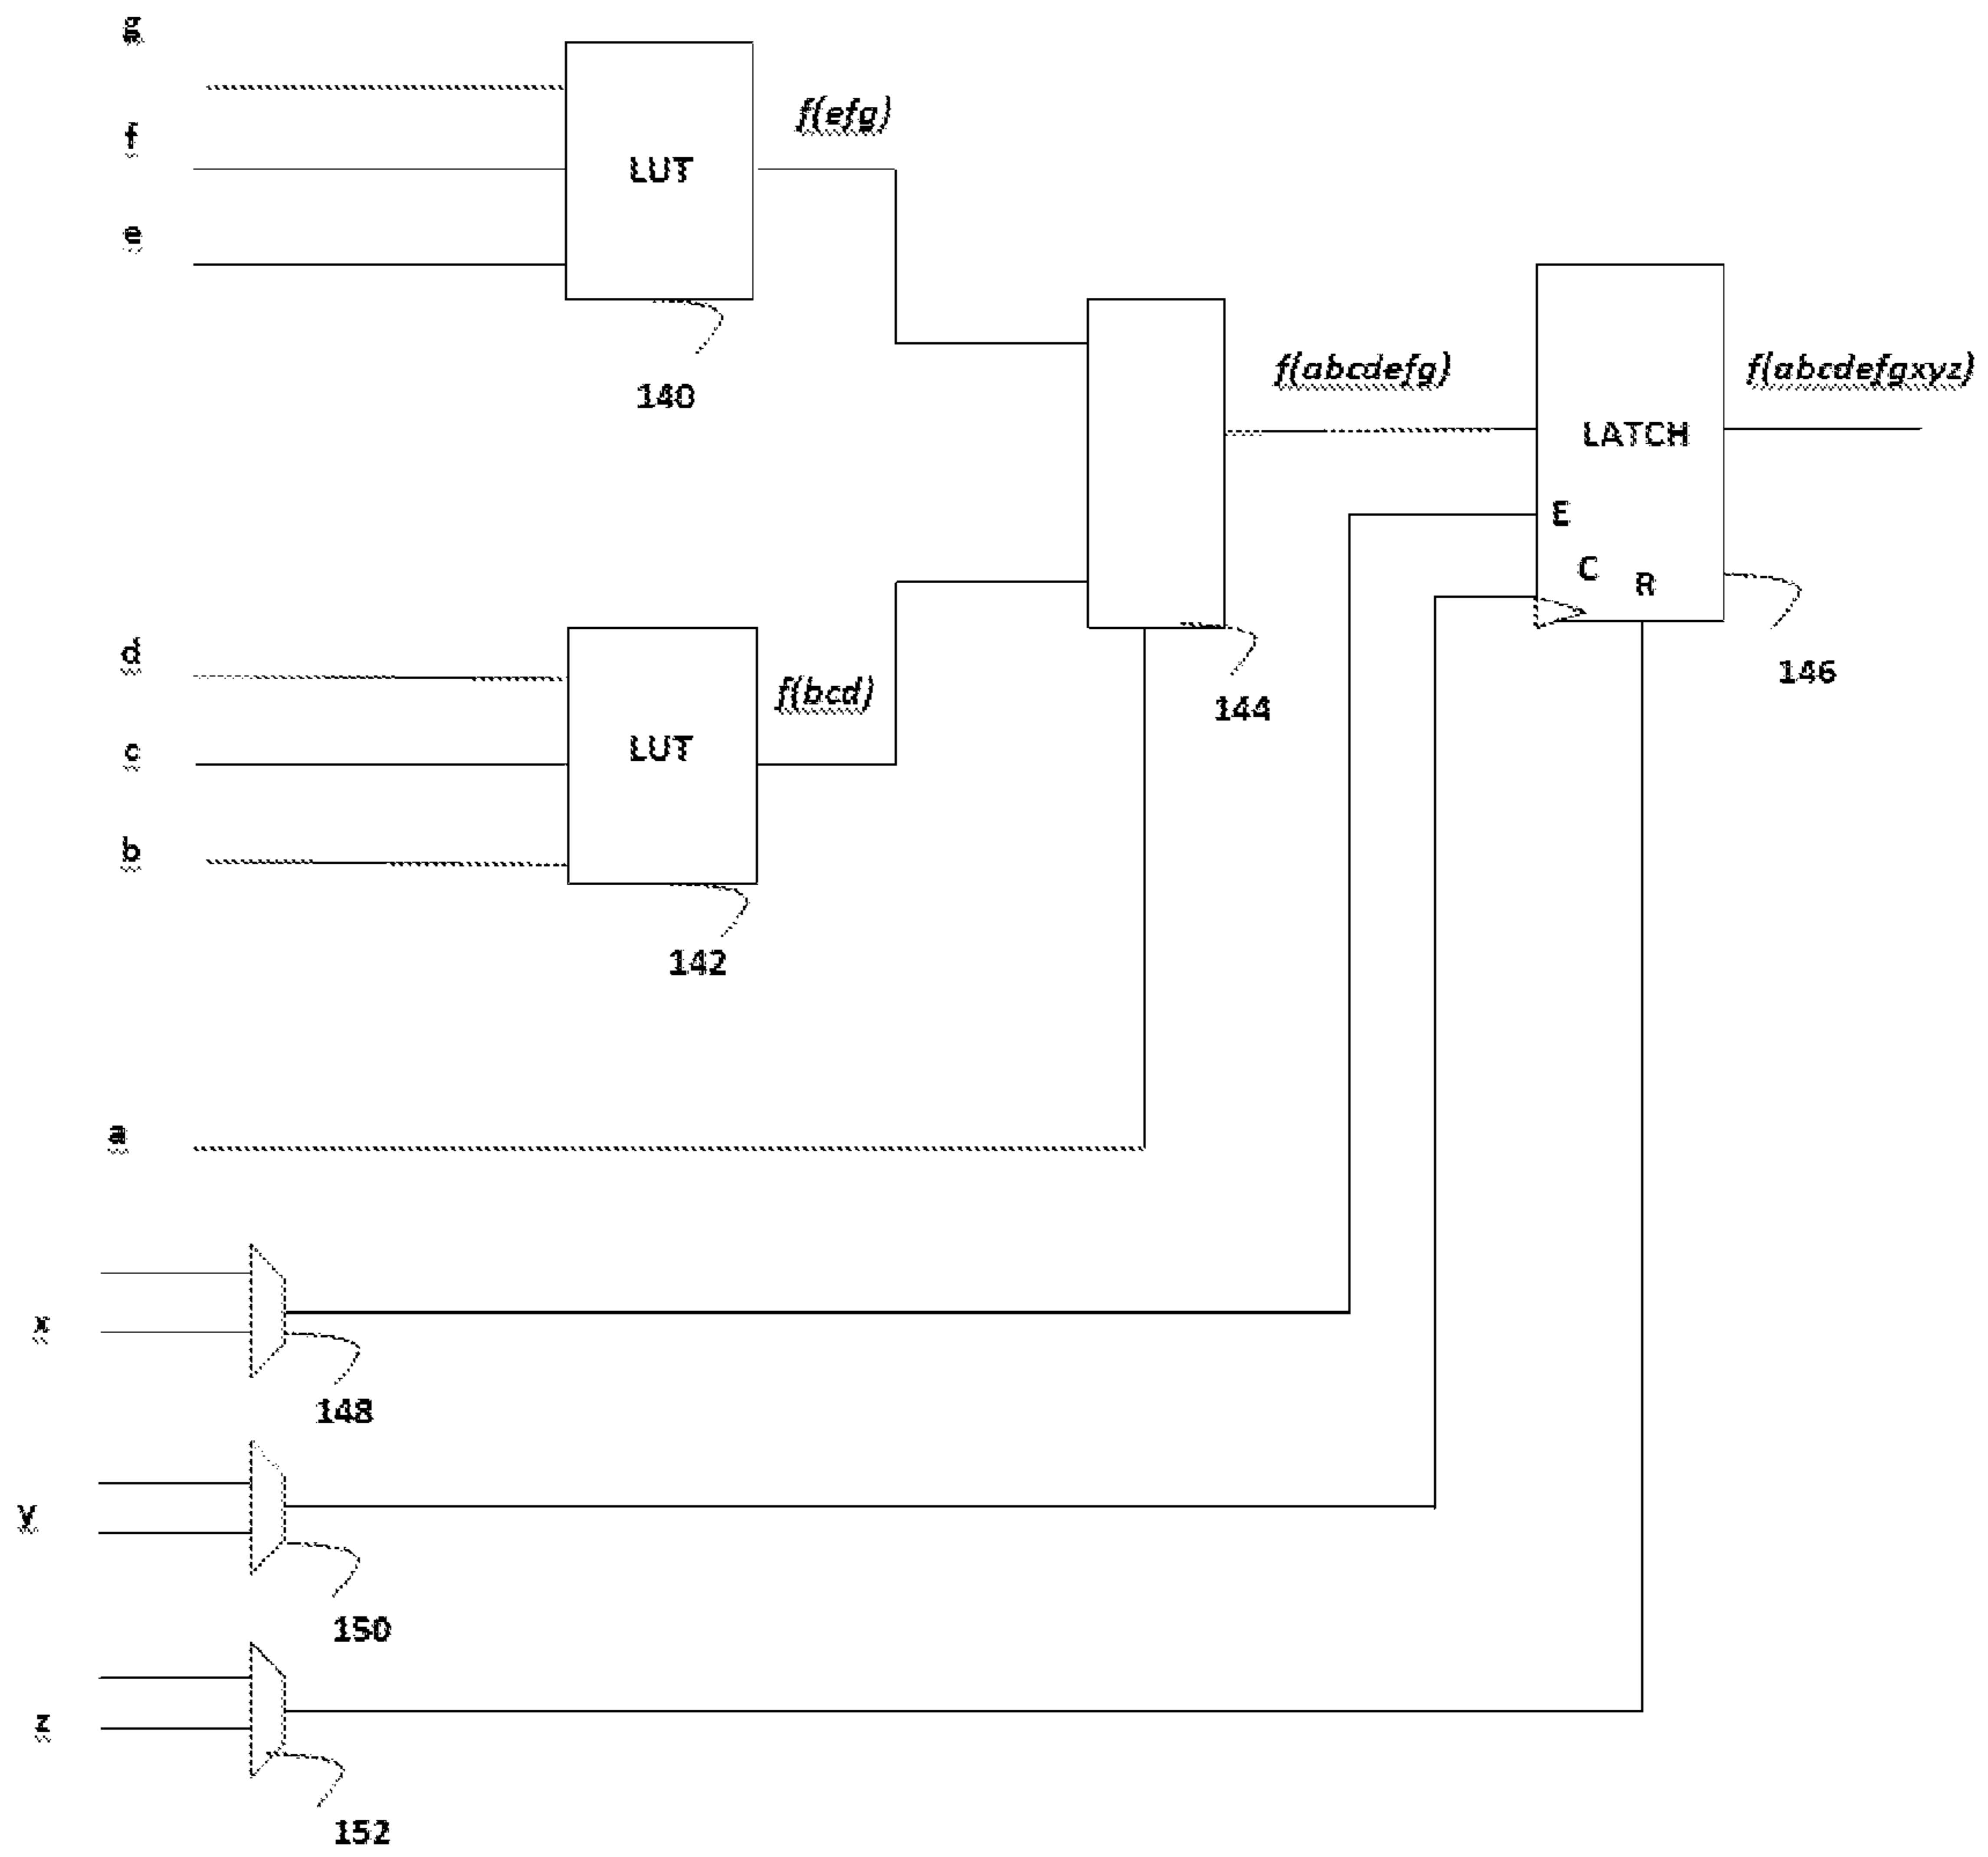 g
f(efg)
f
LUT
e
f(abcdefg)
f(abcdefgxyz)
140
LATCH
E
C
R
d
f(bcd)
146
144
c
LUT
b
142
a
x
148
y
150
z
152